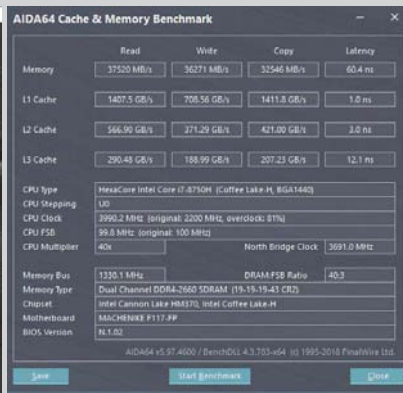 AIDA64 Cache & Memory Benchmark
Read Write Copy Latency
Memory 37520 MB/s 36271 MB/s 32546 MB/s 60.4 ns
L1 Cache 1407.5 GB/s 708.56 GB/s 1411.8 GB/s 1.0 ns
L2 Cache 566.90 GB/s 371.29 GB/s 421.00 GB/s 3.0 ns
L3 Cache 290.48 GB/s 188.99 GB/s 207.23 GB/s 12.1 ns
CPU Type HexaCore Intel Core i7-8750H (Coffee Lake-H, BGA1440)
CPU Stepping U0
CPU Clock 3990.2 MHz (original: 2200 MHz, overclock: 81%)
CPU FSB 99.8 MHz (original: 100 MHz)
CPU Multiplier 40x North Bridge Clock 3691.0 MHz
Memory Bus 1330.1 MHz DRAM:FSB Ratio 40:3
Memory Type Dual Channel DDR4-2660 SDRAM (19-19-19-43 CR2)
Chipset Intel Cannon Lake HM370, Intel Coffee Lake-H
Motherboard MACHENIKE F117-FP
BIOS Version N.1.02
AIDA64 v5.97.4600 / BenchDLL 4.3.783-x64 (c) 1995-2018 FinalWire Ltd.
Save Start Benchmark Close